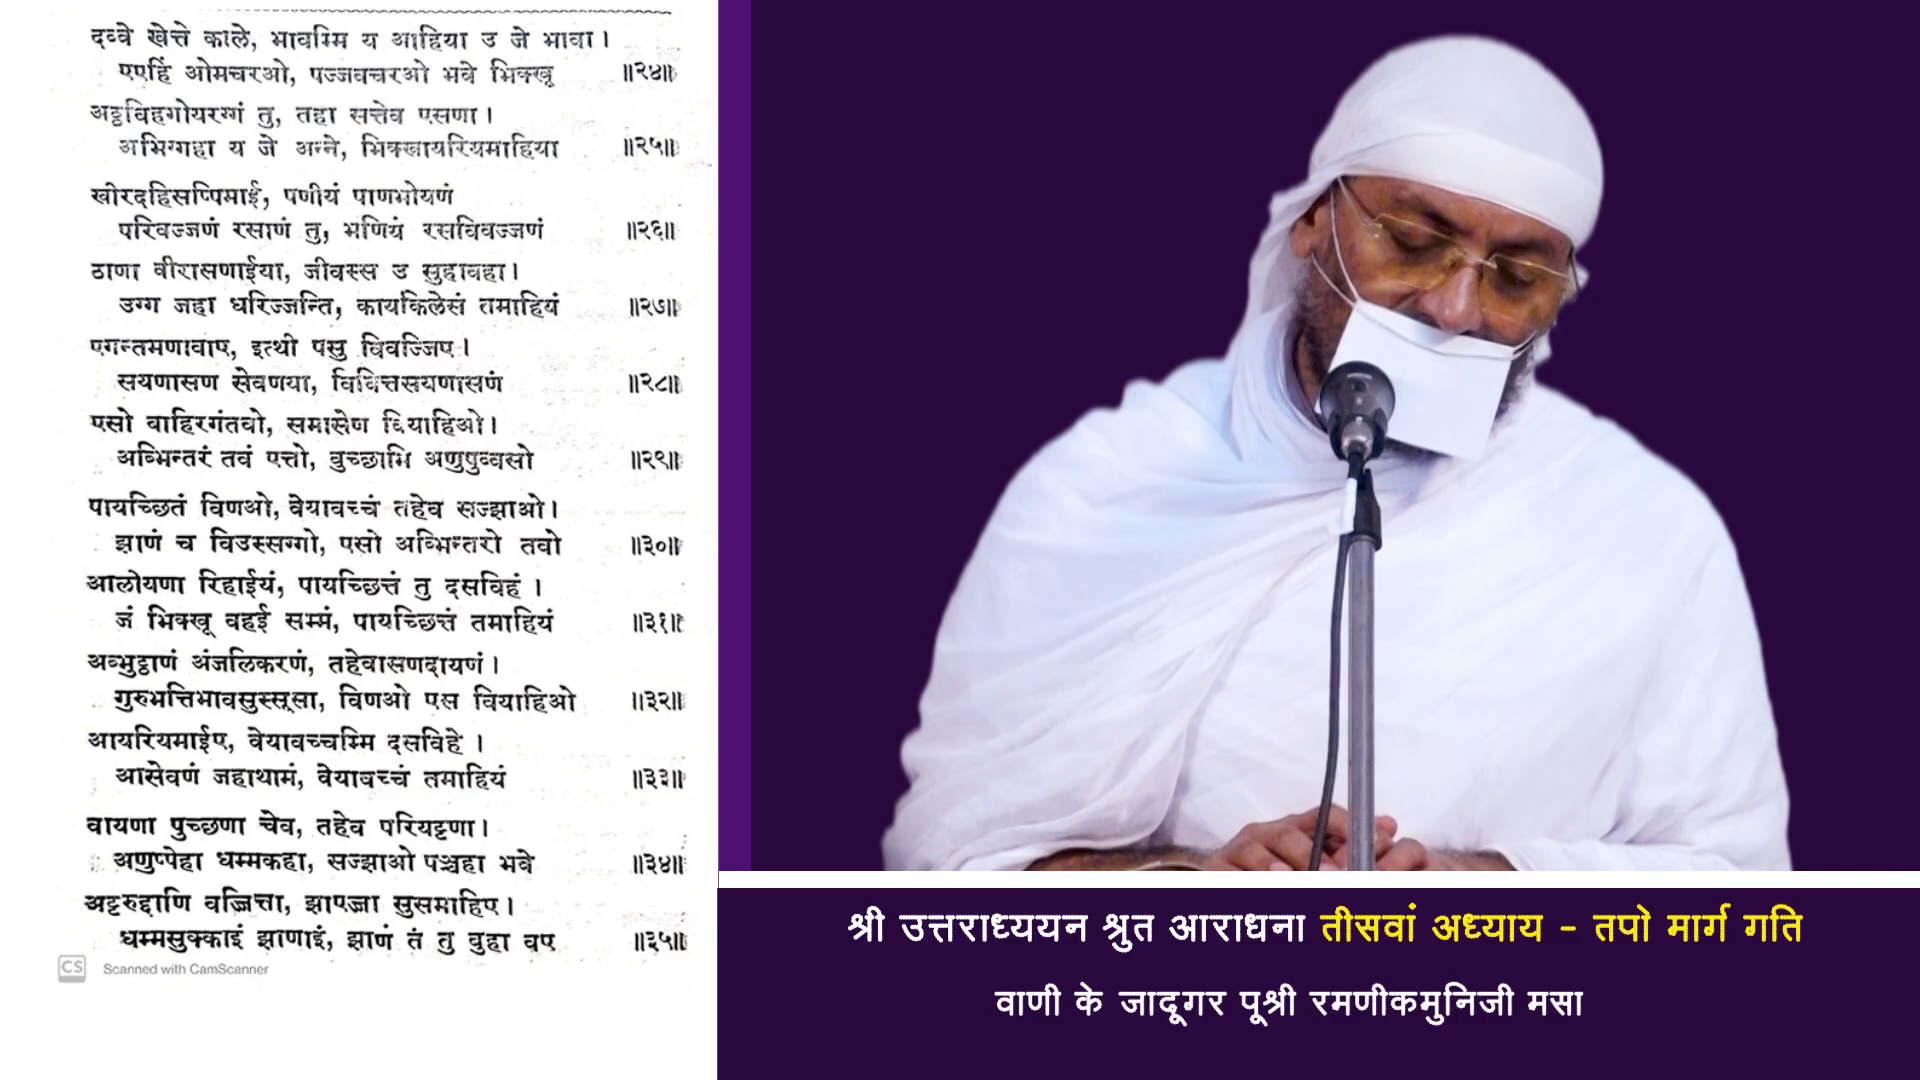 दव्वे खेत्ते काले, भावम्मि य आहिया उ जे भावा ।
एएहिं ओमचरओ, पज्जवचरओ भवे भिक्खू ॥२४॥
अट्ठविहगोयरग्गं तु, तहा सत्तेव एसणा ।
अभिग्गहा य जे अन्ने, भिक्खायरियमाहिया ॥२५॥
खीरदहिसप्पिमाई, पणीयं पाणभोयणं
परिवज्जणं रसाणं तु, भणियं रसविवज्जणं ॥२६॥
ठाणा वीरासणाईया, जीवस्स उ सुहावहा ।
उग्ग जहा धरिज्जन्ति, कायकिलेसं तमाहियं ॥२७॥
एगन्तमणावाए, इत्थी पसु विवज्जिए ।
सयणासण सेवणया, विवित्तसयणासणं ॥२८॥
एसो बाहिरगंतवो, समासेण वियाहिओ ।
अब्भिन्तरं तवं एत्तो, वुच्छामि अणुपुव्वसो ॥२९॥
पायच्छितं विणओ, वेयावच्चं तहेव सज्झाओ ।
झाणं च विउस्सग्गो, एसो अब्भिन्तरो तवो ॥३०॥
आलोयणा रिहाईयं, पायच्छित्तं तु दसविहं ।
जं भिक्खू वहई सम्मं, पायच्छित्तं तमाहियं ॥३१॥
अब्भुट्ठाणं अंजलिकरणं, तहेवासणदायणं ।
गुरुभत्तिभावसुस्सूसा, विणओ एस वियाहिओ ॥३२॥
आयरियमाईए, वेयावच्चम्मि दसविहे ।
आसेवणं जहाथामं, वेयावच्चं तमाहियं ॥३३॥
वायणा पुच्छणा चेव, तहेव परियट्टणा ।
अणुप्पेहा धम्मकहा, सज्झाओ पञ्चहा भवे ॥३४॥
अट्टरुद्दाणि वज्जित्ता, झाएज्जा सुसमाहिए ।
धम्मसुक्काइं झाणाइं, झाणं तं तु वुहा वए ॥३५॥
CS Scanned with CamScanner
श्री उत्तराध्ययन श्रुत आराधना तीसवां अध्याय - तपो मार्ग गति
वाणी के जादूगर पूश्री रमणीकमुनिजी मसा